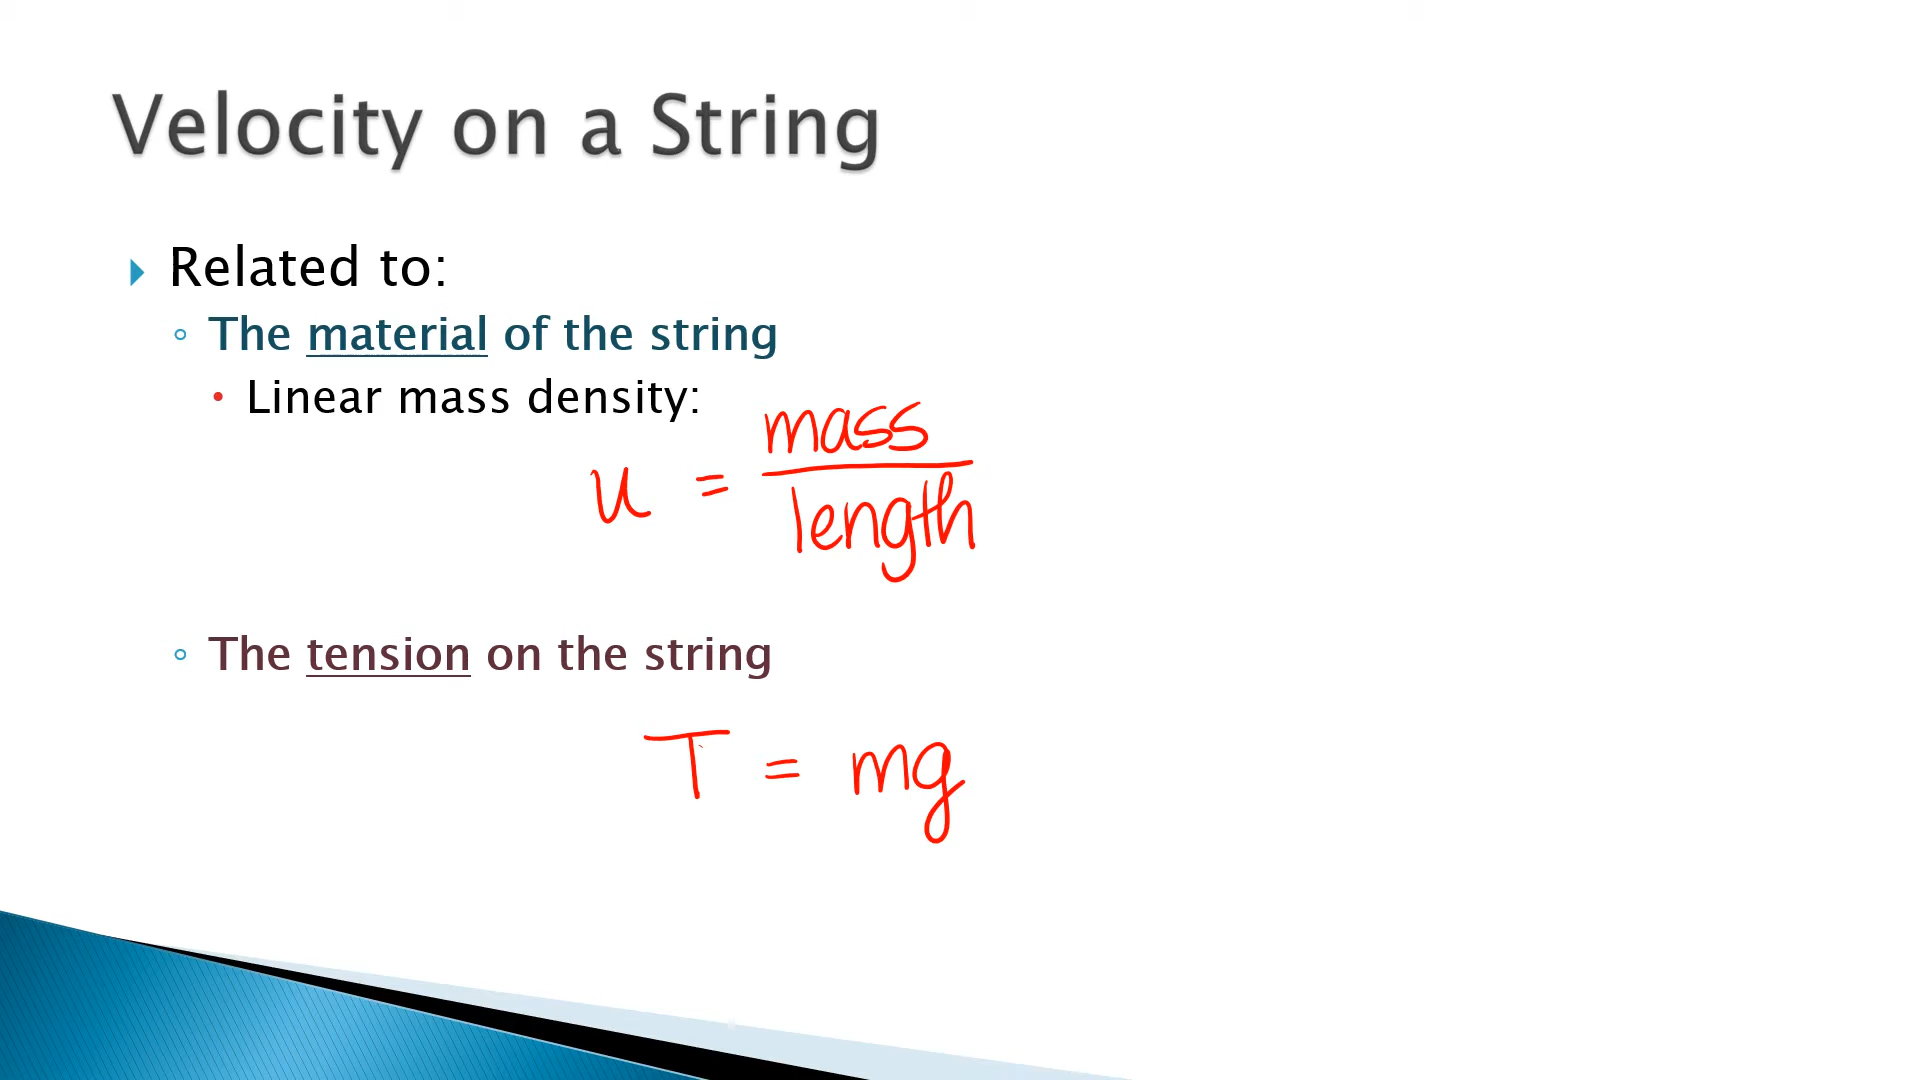 Velocity on a String
Related to:
The material of the string
Linear mass density:
u = mass / length
The tension on the string
T = mg